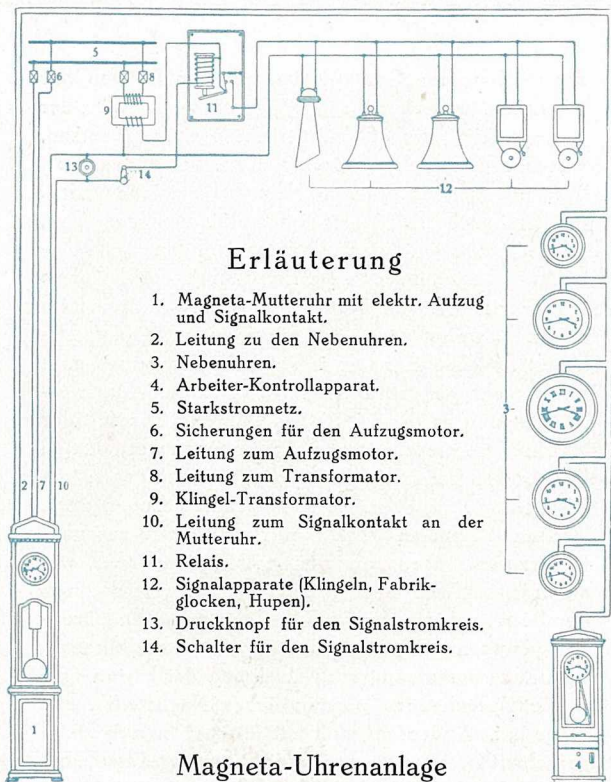 5
6
8
9
11
13
14
12
Erläuterung
1. Magneta-Mutteruhr mit elektr. Aufzug
und Signalkontakt.
2. Leitung zu den Nebenuhren.
3. Nebenuhren.
4. Arbeiter-Kontrollapparat.
5. Starkstromnetz.
6. Sicherungen für den Aufzugsmotor.
7. Leitung zum Aufzugsmotor.
8. Leitung zum Transformator.
9. Klingel-Transformator.
10. Leitung zum Signalkontakt an der
Mutteruhr.
11. Relais.
12. Signalapparate (Klingeln, Fabrik-
glocken, Hupen).
13. Druckknopf für den Signalstromkreis.
14. Schalter für den Signalstromkreis.
3
2 7 10
1
4
Magneta-Uhrenanlage